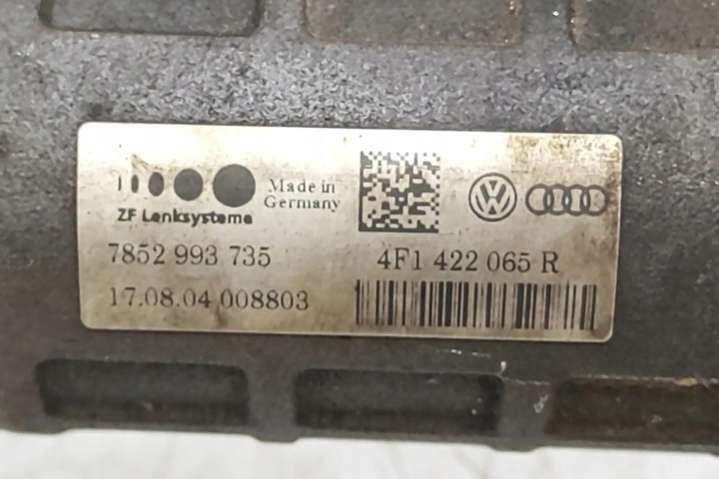 Made in
Germany
ZF Lenksysteme
7852 993 735
17.08.04 008803
4F1 422 065 R